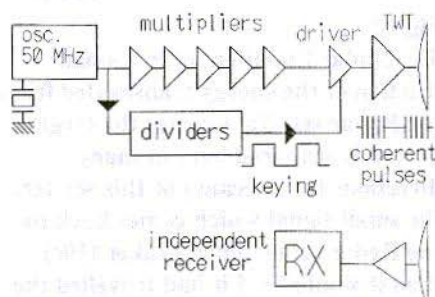 osc.
50 MHz
multipliers
driver
TWT
dividers
keying
coherent
pulses
independent
receiver
RX